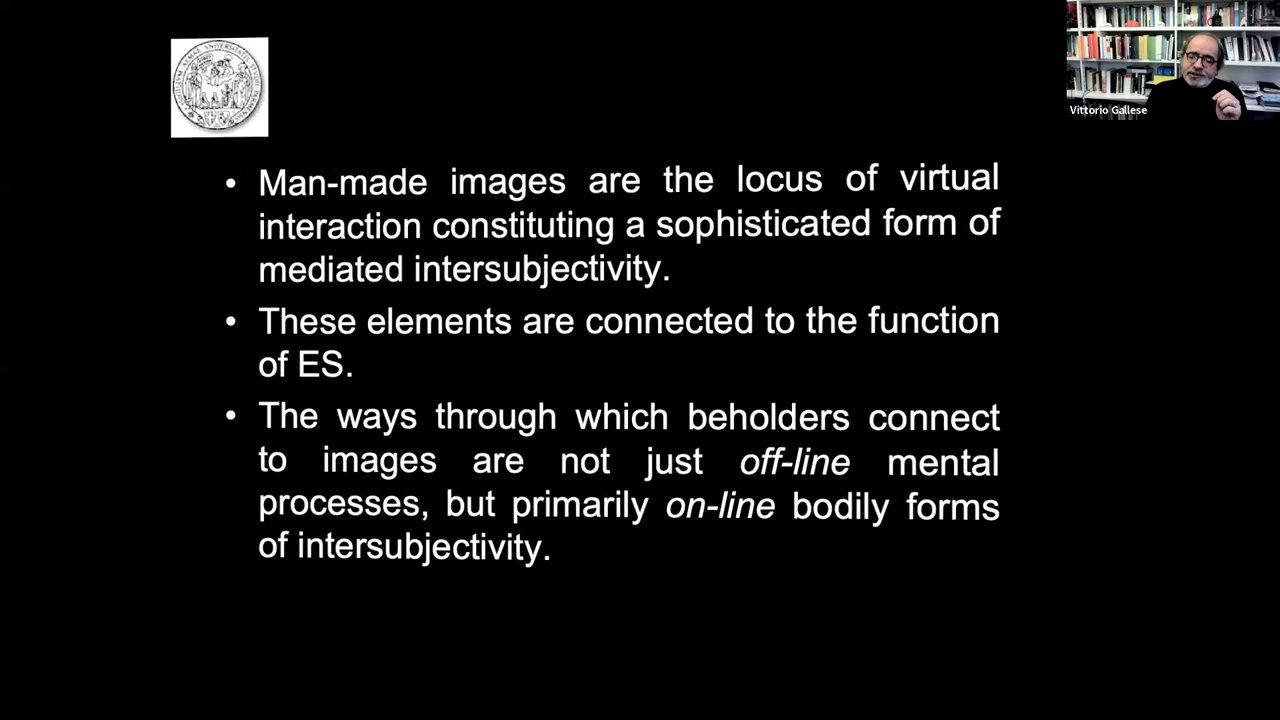 Vittorio Gallese
• Man-made images are the locus of virtual
interaction constituting a sophisticated form of
mediated intersubjectivity.
• These elements are connected to the function
of ES.
• The ways through which beholders connect
to images are not just off-line mental
processes, but primarily on-line bodily forms
of intersubjectivity.